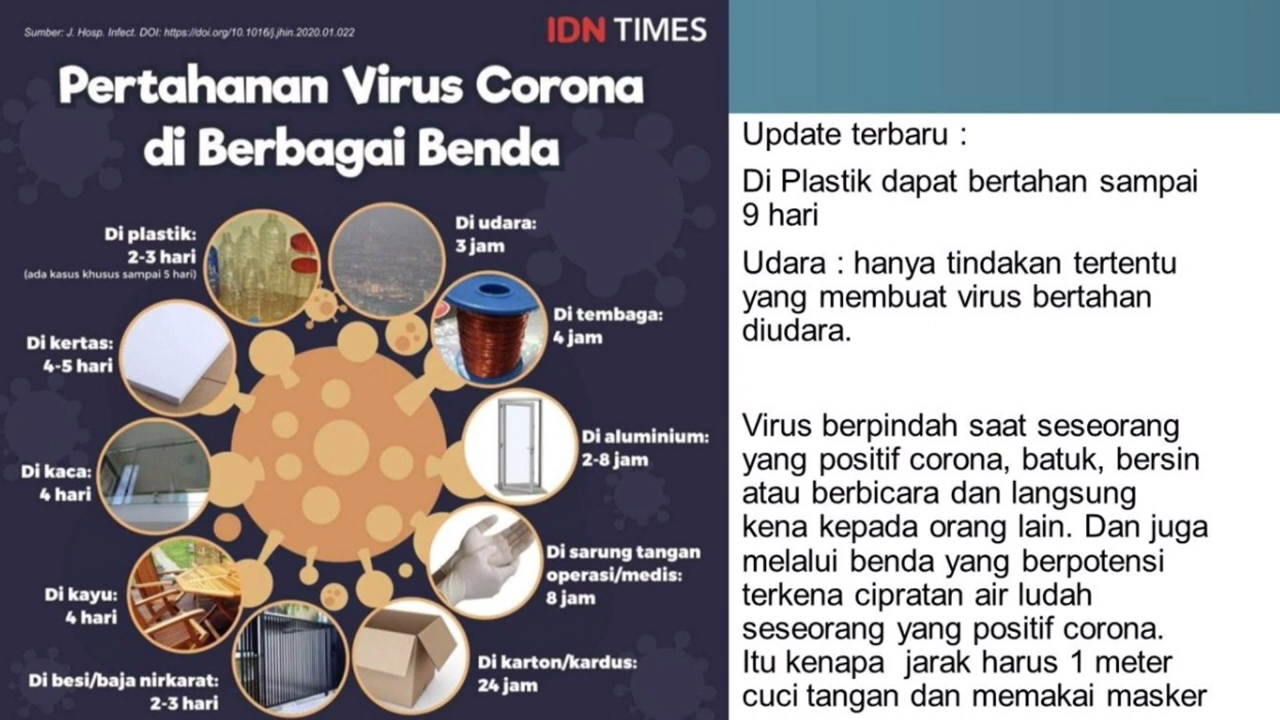 Sumber: J. Hosp. Infect. DOI: https://doi.org/10.1016/j.jhin.2020.01.022
IDN TIMES
Pertahanan Virus Corona
di Berbagai Benda
Di plastik:
2-3 hari
(ada kasus khusus sampai 5 hari)
Di udara:
3 jam
Di tembaga:
4 jam
Di kertas:
4-5 hari
Di aluminium:
2-8 jam
Di kaca:
4 hari
Di sarung tangan
operasi/medis:
8 jam
Di kayu:
4 hari
Di karton/kardus:
24 jam
Di besi/baja nirkarat:
2-3 hari
Update terbaru :
Di Plastik dapat bertahan sampai
9 hari
Udara : hanya tindakan tertentu
yang membuat virus bertahan
diudara.
Virus berpindah saat seseorang
yang positif corona, batuk, bersin
atau berbicara dan langsung
kena kepada orang lain. Dan juga
melalui benda yang berpotensi
terkena cipratan air ludah
seseorang yang positif corona.
Itu kenapa  jarak harus 1 meter
cuci tangan dan memakai masker